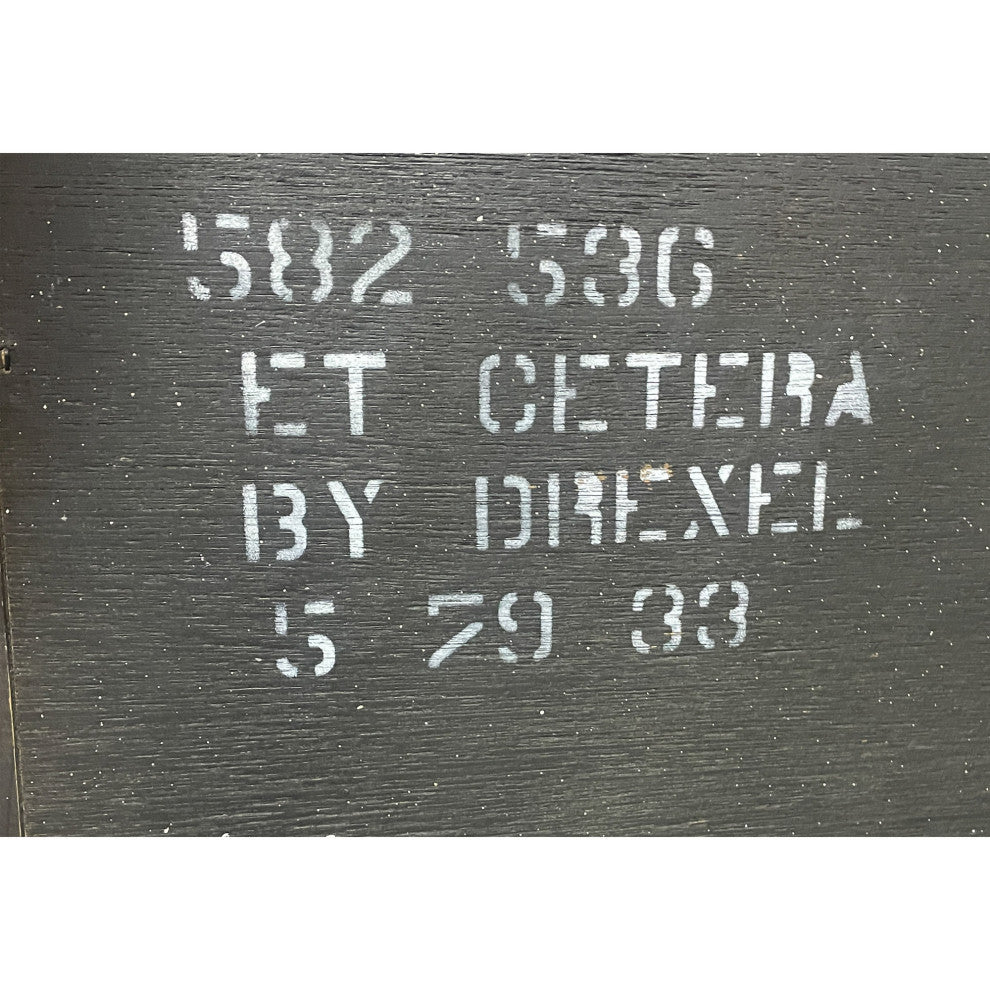 582 536
ET CETERA
BY DREXEL
5 79 33